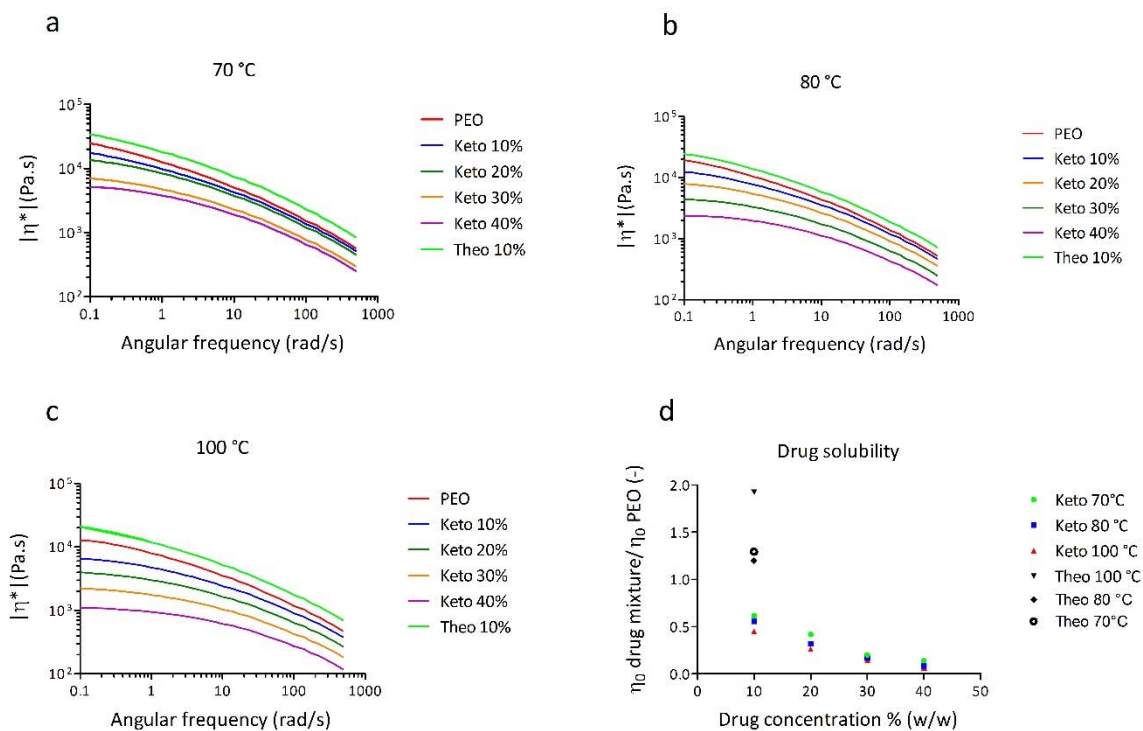 a
70 °C
10⁵
10⁴
10³
10²
|η*|(Pa.s)
0.1 1 10 100 1000
Angular frequency (rad/s)
PEO
Keto 10%
Keto 20%
Keto 30%
Keto 40%
Theo 10%
b
80 °C
10⁵
10⁴
10³
10²
|η*|(Pa.s)
0.1 1 10 100 1000
Angular frequency (rad/s)
PEO
Keto 10%
Keto 20%
Keto 30%
Keto 40%
Theo 10%
c
100 °C
10⁵
10⁴
10³
10²
|η*|(Pa.s)
0.1 1 10 100 1000
Angular frequency (rad/s)
PEO
Keto 10%
Keto 20%
Keto 30%
Keto 40%
Theo 10%
d
Drug solubility
2.0
1.5
1.0
0.5
0.0
η₀ drug mixture/η₀ PEO (-)
0 10 20 30 40 50
Drug concentration % (w/w)
Keto 70°C
Keto 80 °C
Keto 100 °C
Theo 100 °C
Theo 80 °C
Theo 70°C